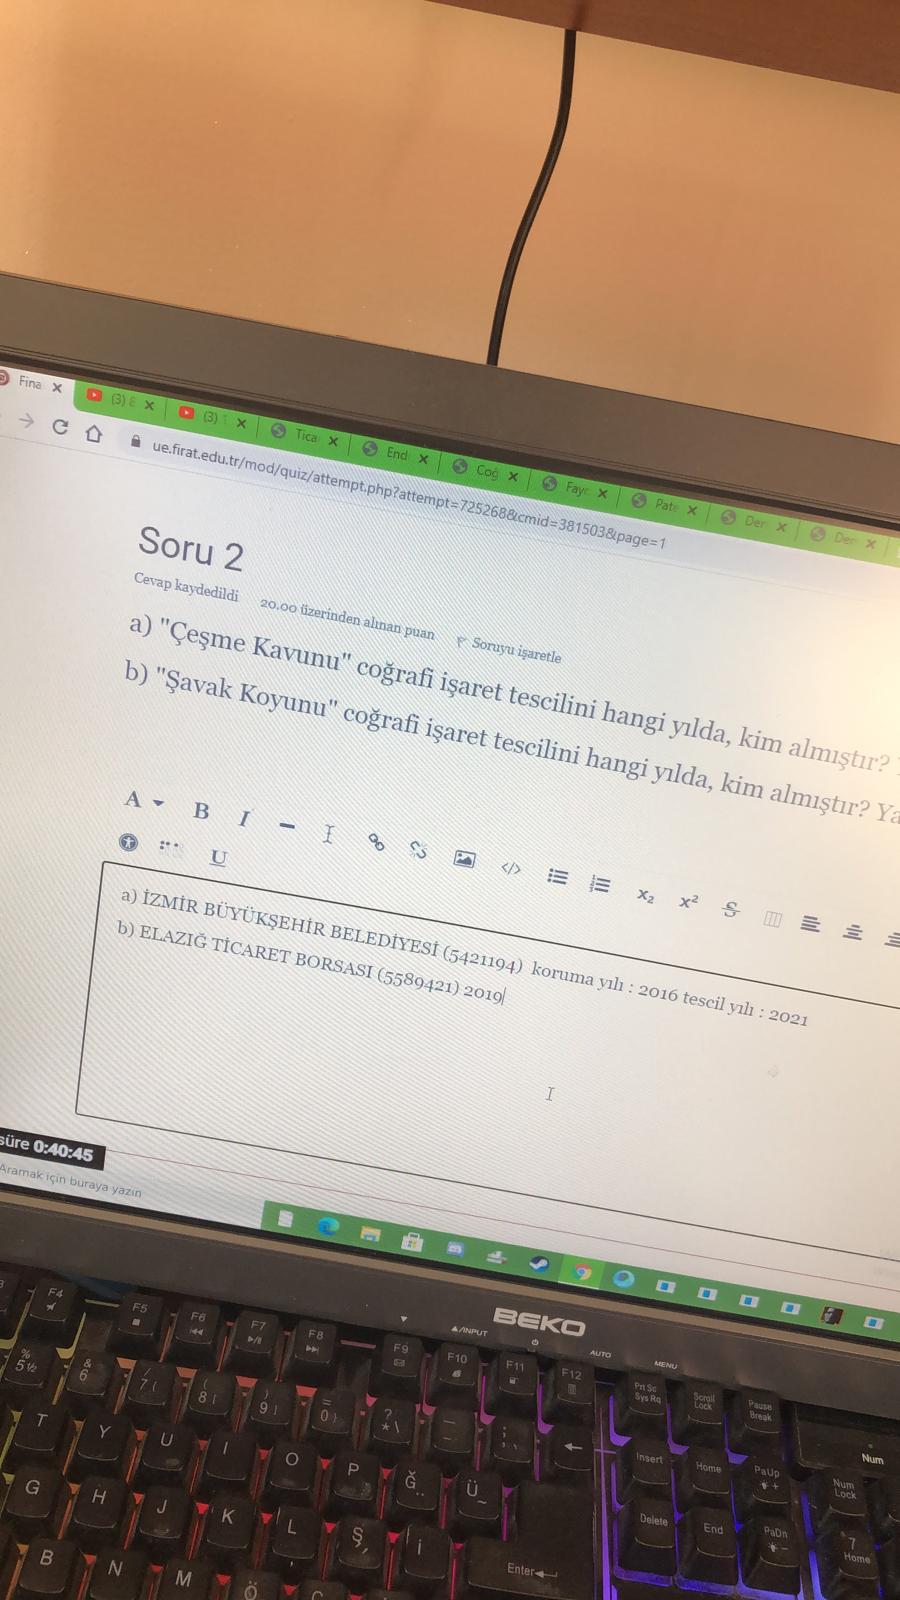 Fina
(3) 8
(3) T
Tica
End
Coğ
Fayd
Pate
Der
Der
ue.firat.edu.tr/mod/quiz/attempt.php?attempt=725268&cmid=381503&page=1
Soru 2
Cevap kaydedildi 20.00 üzerinden alınan puan Soruyu işaretle
a) "Çeşme Kavunu" coğrafi işaret tescilini hangi yılda, kim almıştır?
b) "Şavak Koyunu" coğrafi işaret tescilini hangi yılda, kim almıştır? Ya
A B I
</> X₂ X² S
U
a) İZMİR BÜYÜKŞEHİR BELEDİYESİ (5421194) koruma yılı : 2016 tescil yılı : 2021
b) ELAZIĞ TİCARET BORSASI (5589421) 2019
süre 0:40:45
Aramak için buraya yazın
BEKO
▲/INPUT AUTO MENU
F4 F5 F6 F7 F8 F9 F10 F11 F12
Prt Sc Sys Rq
Scroll Lock
Pause Break
% 5 ½ & 6 / 7 { ( 8 [ ) 9 ] = 0 } ? * \
Insert Home PaUp
Num
Num Lock
T Y U I O P Ğ Ü
Delete End PaDn
7 Home
G H J K L Ş İ
Enter
B N M Ö Ç